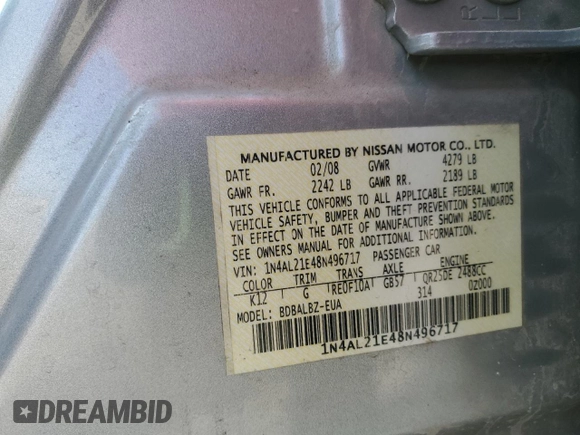 MANUFACTURED BY NISSAN MOTOR CO., LTD.
DATE 02/08 GVWR 4279 LB
GAWR FR. 2242 LB GAWR RR. 2189 LB
THIS VEHICLE CONFORMS TO ALL APPLICABLE FEDERAL MOTOR
VEHICLE SAFETY, BUMPER AND THEFT PREVENTION STANDARDS
IN EFFECT ON THE DATE OF MANUFACTURE SHOWN ABOVE.
SEE OWNERS MANUAL FOR ADDITIONAL INFORMATION.
VIN: 1N4AL21E48N496717 PASSENGER CAR
COLOR TRIM TRANS AXLE ENGINE
K12 G RE0F10A GB57 QR25DE 2488CC
MODEL: BDBALBZ-EUA 314 0Z000
1N4AL21E48N496717
DREAMBID